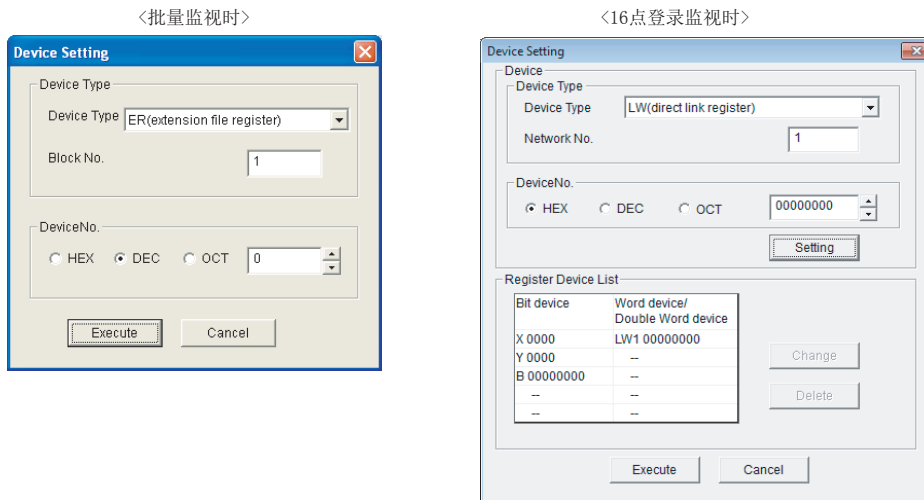 <批量监视时>
Device Setting
Device Type
Device Type ER(extension file register)
Block No. 1
DeviceNo.
HEX DEC OCT 0
Execute Cancel
<16点登录监视时>
Device Setting
Device
Device Type
Device Type LW(direct link register)
Network No. 1
DeviceNo.
HEX DEC OCT 00000000
Setting
Register Device List
Bit device Word device/
Double Word device
X 0000 LW1 00000000
Y 0000 --
B 00000000 --
-- --
-- --
Change
Delete
Execute Cancel